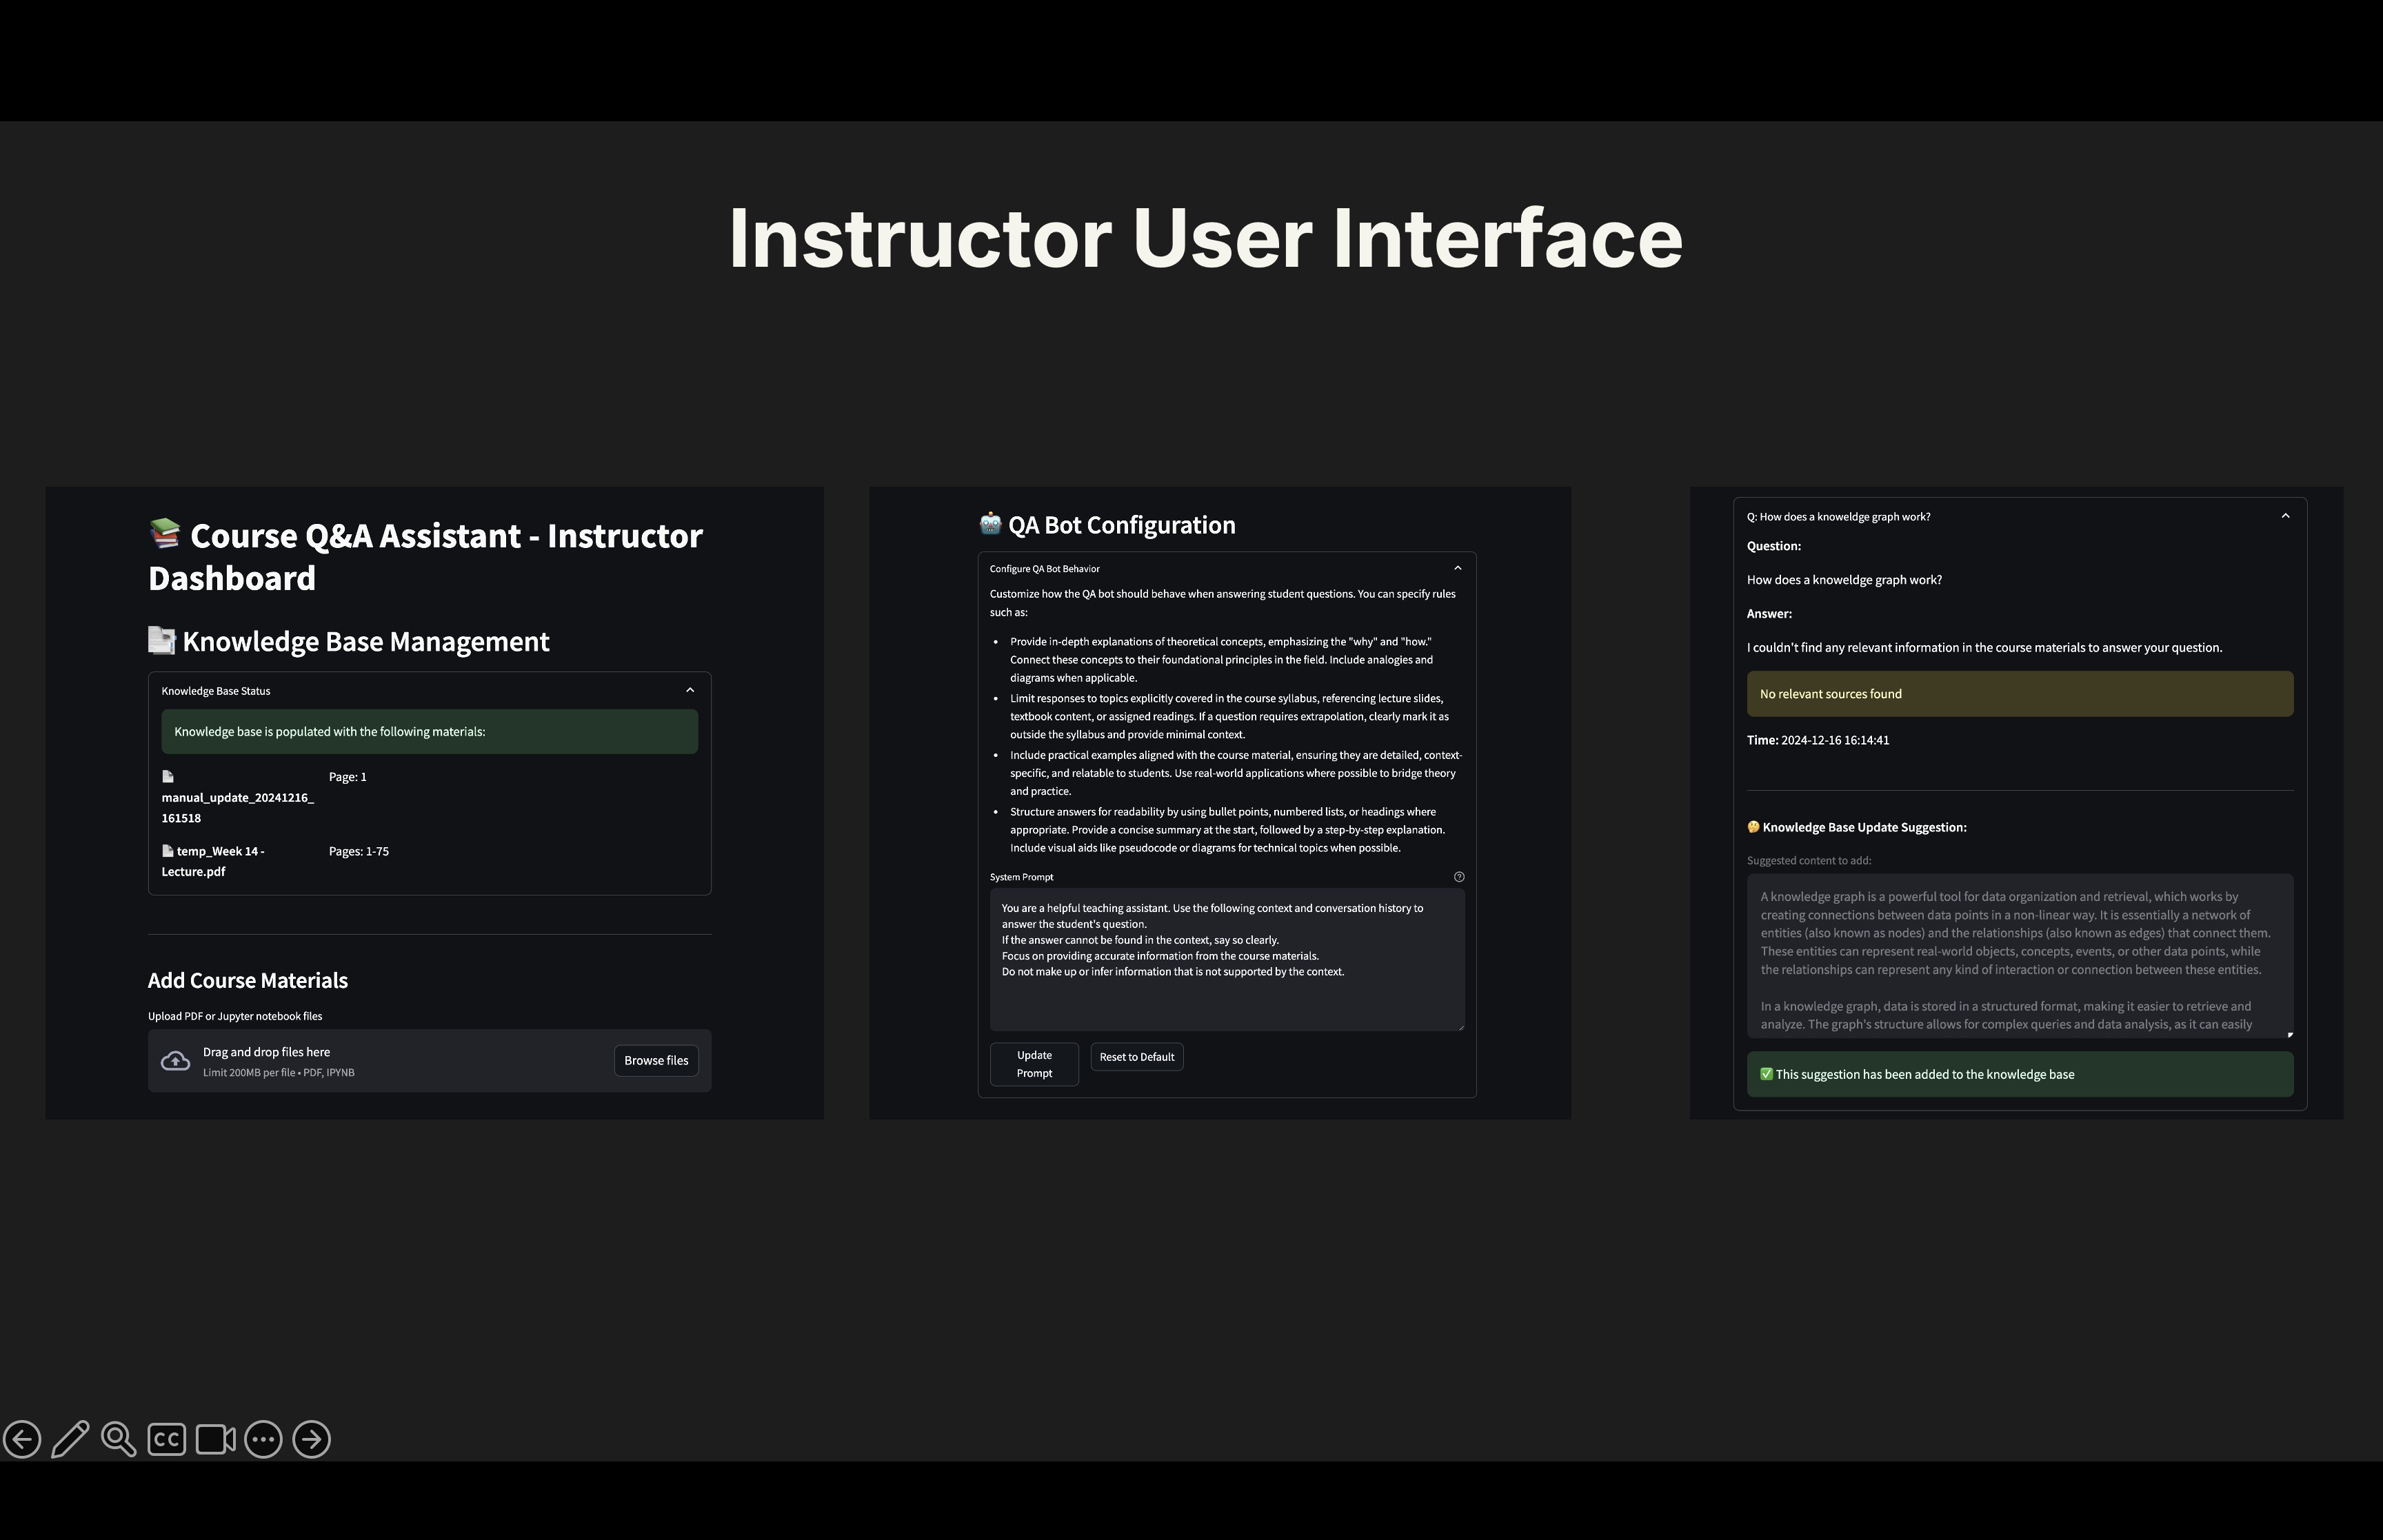 Instructor User Interface
📚 Course Q&A Assistant - Instructor
Dashboard
📑 Knowledge Base Management
Knowledge Base Status
Knowledge base is populated with the following materials:
📄
manual_update_20241216_
161518
Page: 1
📄 temp_Week 14 -
Lecture.pdf
Pages: 1-75
Add Course Materials
Upload PDF or Jupyter notebook files
Drag and drop files here
Limit 200MB per file • PDF, IPYNB
Browse files
🤖 QA Bot Configuration
Configure QA Bot Behavior
Customize how the QA bot should behave when answering student questions. You can specify rules
such as:
• Provide in-depth explanations of theoretical concepts, emphasizing the "why" and "how."
Connect these concepts to their foundational principles in the field. Include analogies and
diagrams when applicable.
• Limit responses to topics explicitly covered in the course syllabus, referencing lecture slides,
textbook content, or assigned readings. If a question requires extrapolation, clearly mark it as
outside the syllabus and provide minimal context.
• Include practical examples aligned with the course material, ensuring they are detailed, context-
specific, and relatable to students. Use real-world applications where possible to bridge theory
and practice.
• Structure answers for readability by using bullet points, numbered lists, or headings where
appropriate. Provide a concise summary at the start, followed by a step-by-step explanation.
Include visual aids like pseudocode or diagrams for technical topics when possible.
System Prompt
You are a helpful teaching assistant. Use the following context and conversation history to
answer the student's question.
If the answer cannot be found in the context, say so clearly.
Focus on providing accurate information from the course materials.
Do not make up or infer information that is not supported by the context.
Update
Prompt
Reset to Default
Q: How does a knoweldge graph work?
Question:
How does a knoweldge graph work?
Answer:
I couldn't find any relevant information in the course materials to answer your question.
No relevant sources found
Time: 2024-12-16 16:14:41
🤔 Knowledge Base Update Suggestion:
Suggested content to add:
A knowledge graph is a powerful tool for data organization and retrieval, which works by
creating connections between data points in a non-linear way. It is essentially a network of
entities (also known as nodes) and the relationships (also known as edges) that connect them.
These entities can represent real-world objects, concepts, events, or other data points, while
the relationships can represent any kind of interaction or connection between these entities.
In a knowledge graph, data is stored in a structured format, making it easier to retrieve and
analyze. The graph's structure allows for complex queries and data analysis, as it can easily
✅ This suggestion has been added to the knowledge base
CC